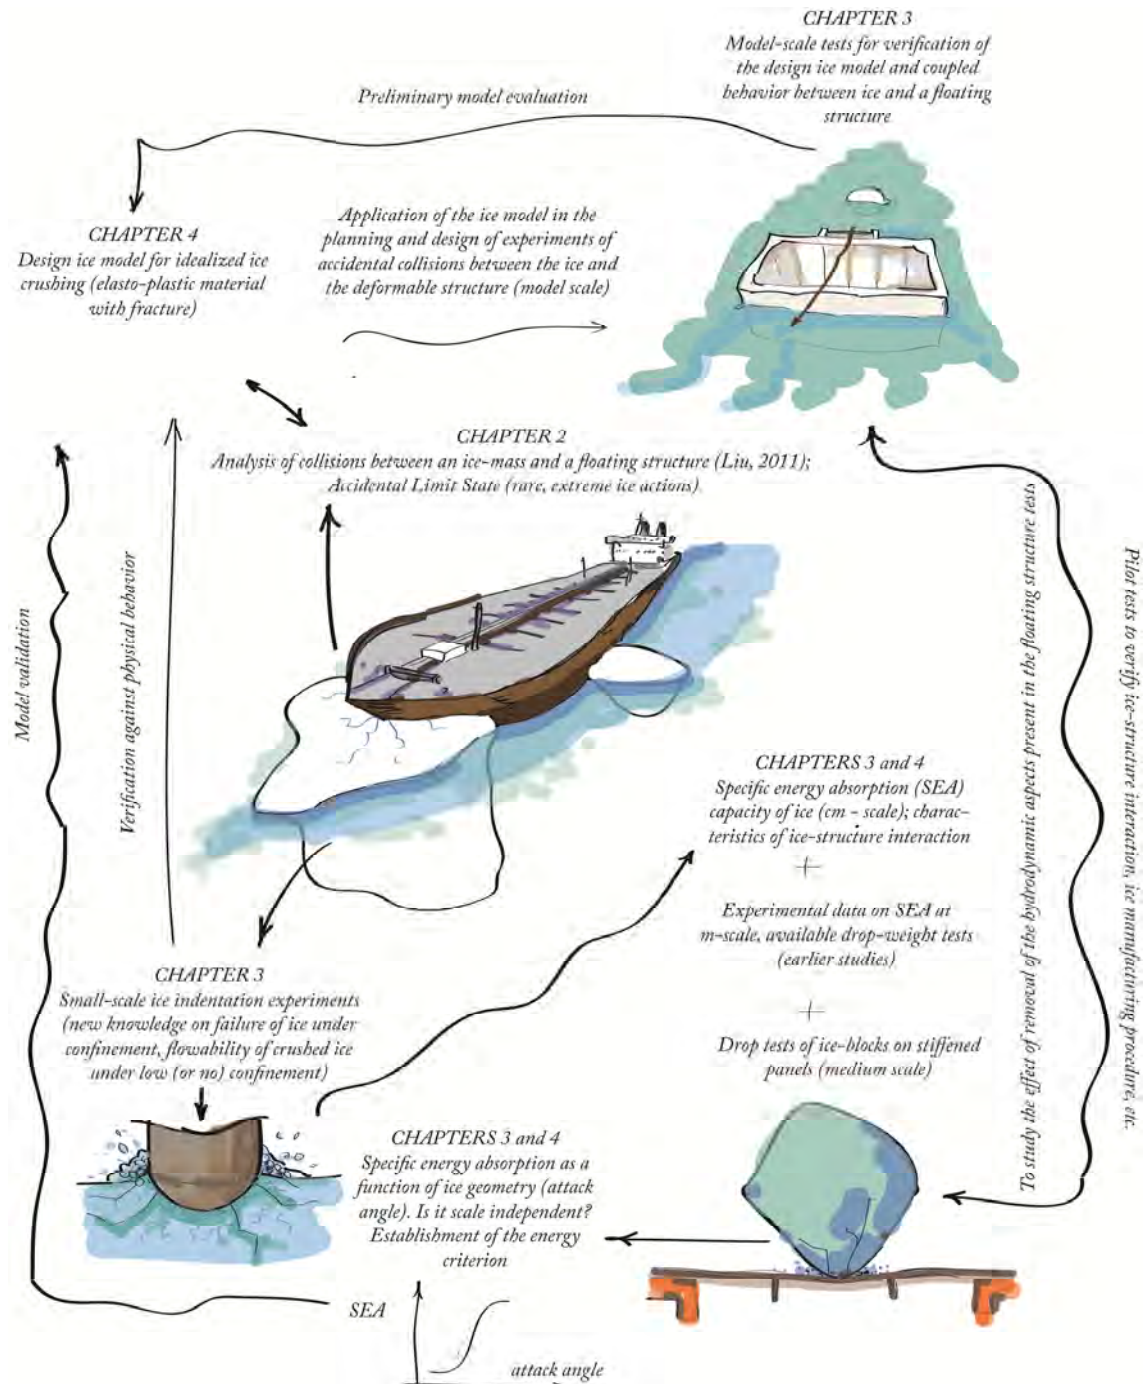 CHAPTER 3
Model-scale tests for verification of
the design ice model and coupled
behavior between ice and a floating
structure
Preliminary model evaluation
Application of the ice model in the
planning and design of experiments of
accidental collisions between the ice and
the deformable structure (model scale)
CHAPTER 4
Design ice model for idealized ice
crushing (elasto-plastic material
with fracture)
CHAPTER 2
Analysis of collisions between an ice-mass and a floating structure (Liu, 2011);
Accidental Limit State (rare, extreme ice actions).
Model validation
Verification against physical behavior
To study the effect of removal of the hydrodynamic aspects present in the floating structure tests
Pilot tests to verify ice-structure interaction, ice manufacturing procedure, etc.
CHAPTERS 3 and 4
Specific energy absorption (SEA)
capacity of ice (cm - scale); charac-
teristics of ice-structure interaction
+
Experimental data on SEA at
m-scale, available drop-weight tests
(earlier studies)
+
Drop tests of ice-blocks on stiffened
panels (medium scale)
CHAPTER 3
Small-scale ice indentation experiments
(new knowledge on failure of ice under
confinement, flowability of crushed ice
under low (or no) confinement)
CHAPTERS 3 and 4
Specific energy absorption as a
function of ice geometry (attack
angle). Is it scale independent?
Establishment of the energy
criterion
SEA
attack angle